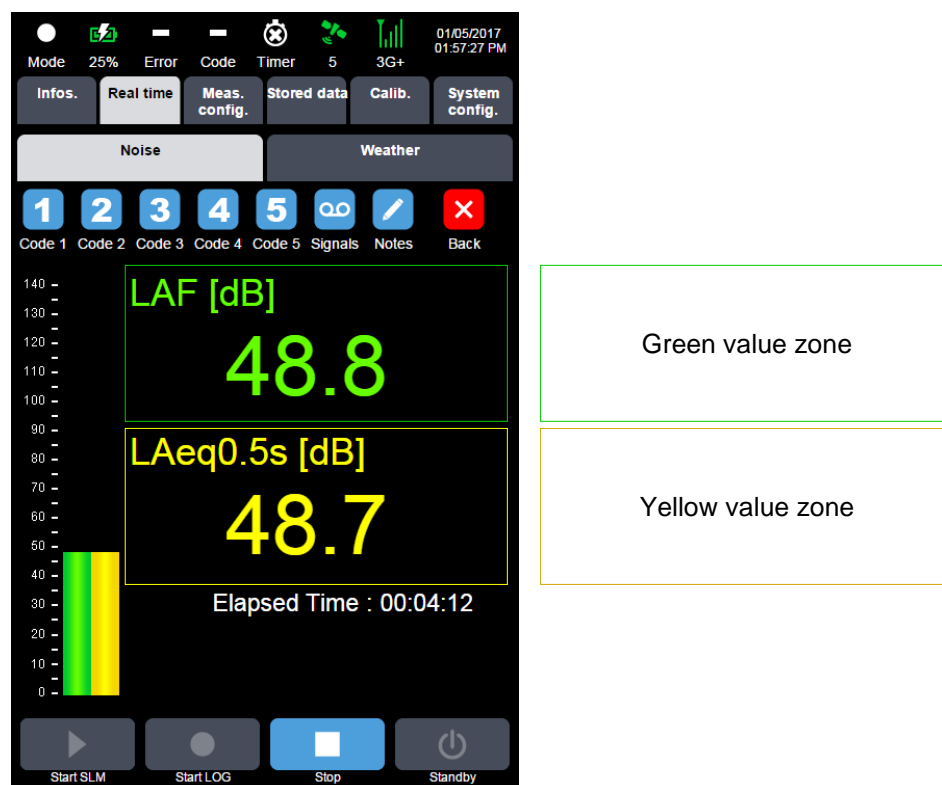 01/05/2017
01:57:27 PM
Mode 25% Error Code Timer 5 3G+
Infos. Real time Meas. config. Stored data Calib. System config.
Noise Weather
1 2 3 4 5
Code 1 Code 2 Code 3 Code 4 Code 5 Signals Notes Back
140
130
120
110
100
90
80
70
60
50
40
30
20
10
0
LAF [dB]
48.8
Green value zone
LAeq0.5s [dB]
48.7
Yellow value zone
Elapsed Time : 00:04:12
Start SLM Start LOG Stop Standby